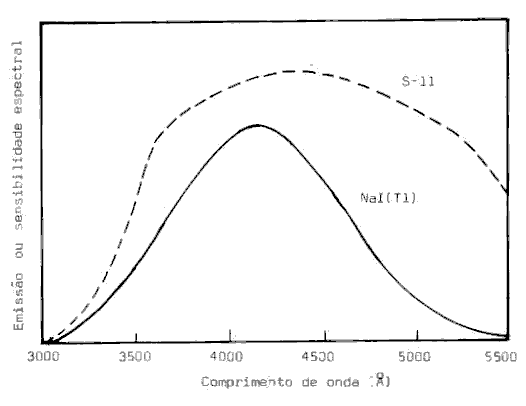 Emissão ou sensibilidade espectral
S-11
NaI(Tl)
3000 3500 4000 4500 5000 5500
Comprimento de onda (Å)